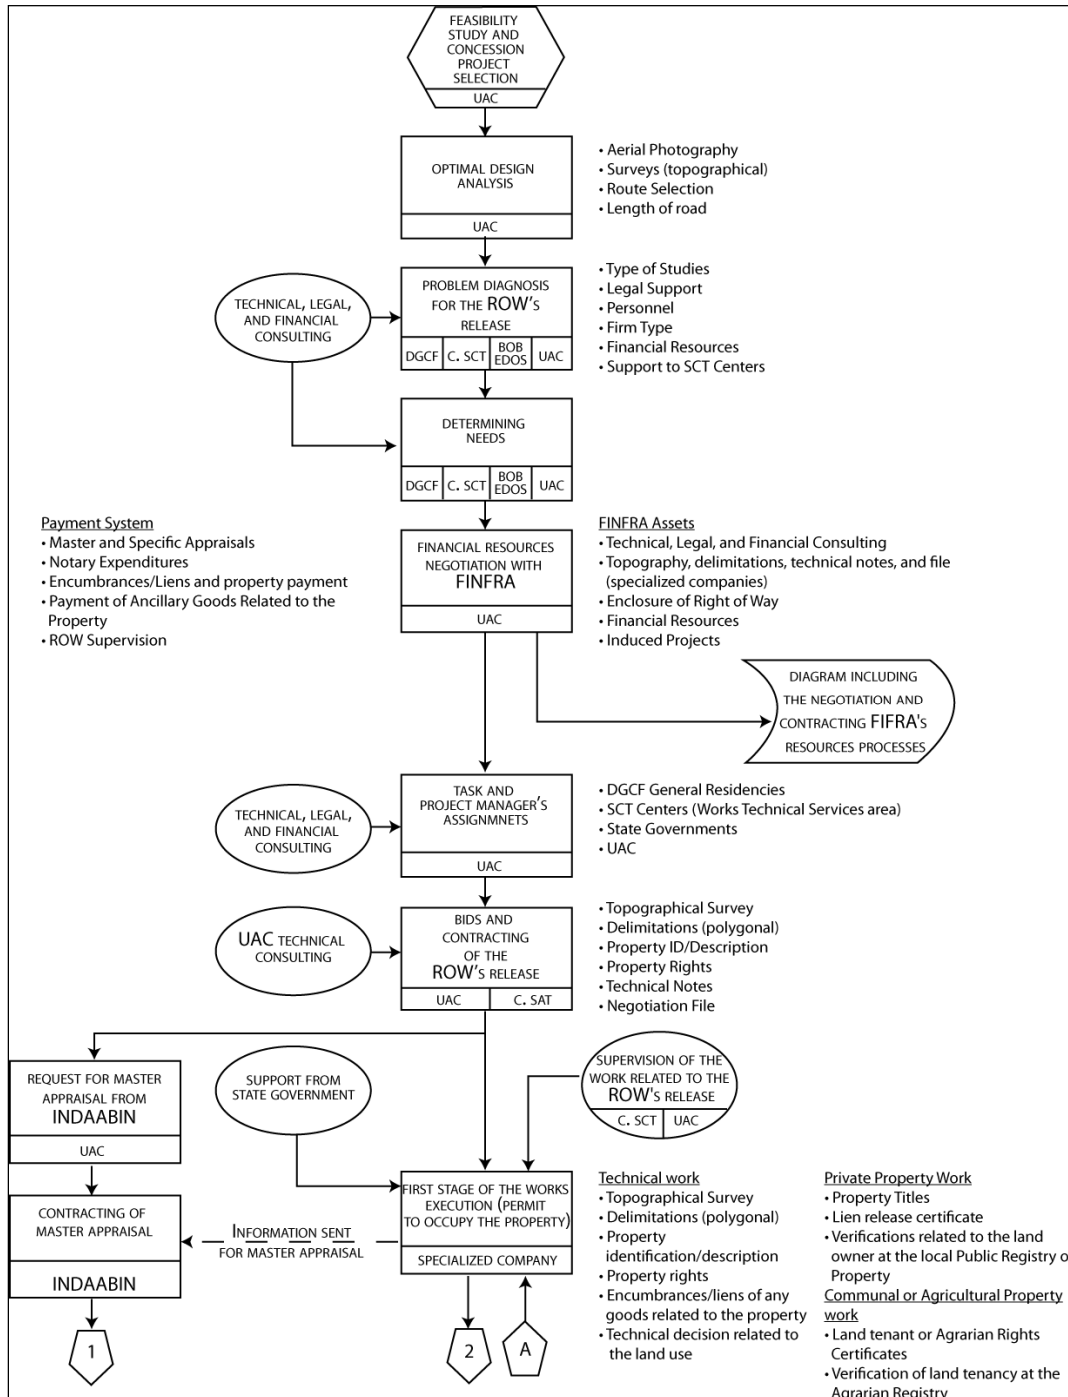 FEASIBILITY
STUDY AND
CONCESSION
PROJECT
SELECTION
UAC
OPTIMAL DESIGN
ANALYSIS
UAC
• Aerial Photography
• Surveys (topographical)
• Route Selection
• Length of road
TECHNICAL, LEGAL,
AND FINANCIAL
CONSULTING
PROBLEM DIAGNOSIS
FOR THE ROW'S
RELEASE
DGCF C. SCT BOB EDOS UAC
• Type of Studies
• Legal Support
• Personnel
• Firm Type
• Financial Resources
• Support to SCT Centers
DETERMINING
NEEDS
DGCF C. SCT BOB EDOS UAC
Payment System
• Master and Specific Appraisals
• Notary Expenditures
• Encumbrances/Liens and property payment
• Payment of Ancillary Goods Related to the
Property
• ROW Supervision
FINANCIAL RESOURCES
NEGOTIATION WITH
FINFRA
UAC
FINFRA Assets
• Technical, Legal, and Financial Consulting
• Topography, delimitations, technical notes, and file
(specialized companies)
• Enclosure of Right of Way
• Financial Resources
• Induced Projects
DIAGRAM INCLUDING
THE NEGOTIATION AND
CONTRACTING FIFRA'S
RESOURCES PROCESSES
TECHNICAL, LEGAL,
AND FINANCIAL
CONSULTING
TASK AND
PROJECT MANAGER'S
ASSIGNMNETS
UAC
• DGCF General Residencies
• SCT Centers (Works Technical Services area)
• State Governments
• UAC
UAC TECHNICAL
CONSULTING
BIDS AND
CONTRACTING
OF THE
ROW'S RELEASE
UAC C. SAT
• Topographical Survey
• Delimitations (polygonal)
• Property ID/Description
• Property Rights
• Technical Notes
• Negotiation File
REQUEST FOR MASTER
APPRAISAL FROM
INDAABIN
UAC
SUPPORT FROM
STATE GOVERNMENT
SUPERVISION OF THE
WORK RELATED TO THE
ROW'S RELEASE
C. SCT UAC
CONTRACTING OF
MASTER APPRAISAL
INDAABIN
INFORMATION SENT
FOR MASTER APPRAISAL
FIRST STAGE OF THE WORKS
EXECUTION (PERMIT
TO OCCUPY THE PROPERTY)
SPECIALIZED COMPANY
Technical work
• Topographical Survey
• Delimitations (polygonal)
• Property
identification/description
• Property rights
• Encumbrances/liens of any
goods related to the property
• Technical decision related to
the land use
Private Property Work
• Property Titles
• Lien release certificate
• Verifications related to the land
owner at the local Public Registry o
Property
Communal or Agricultural Property
work
• Land tenant or Agrarian Rights
Certificates
• Verification of land tenancy at the
Agrarian Registry
1
2
A